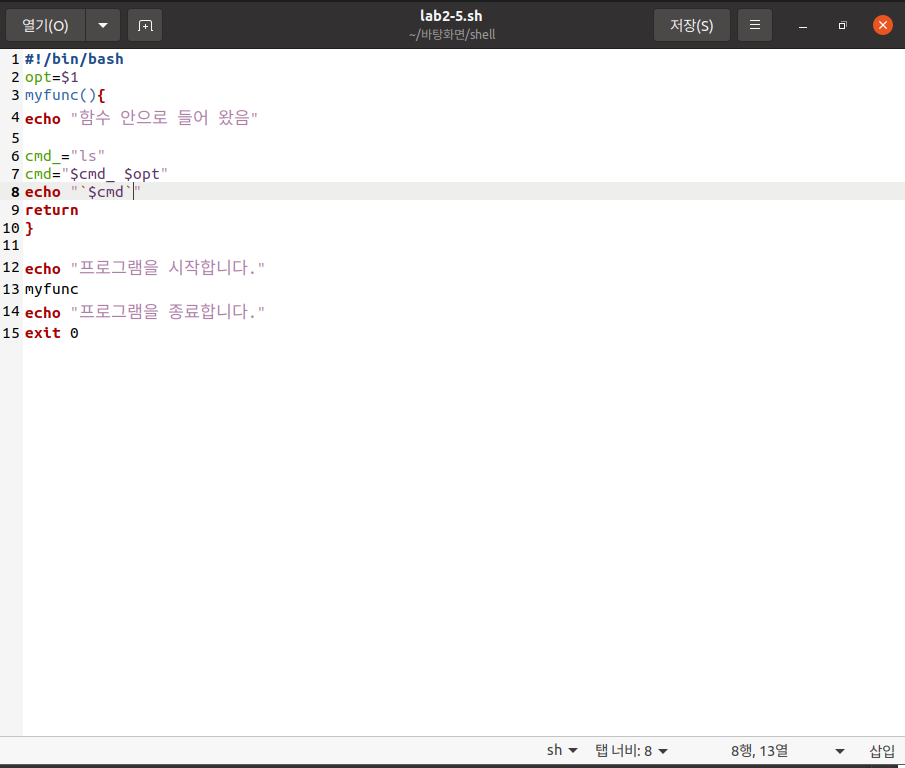 열기(O)
lab2-5.sh
~/바탕화면/shell
저장(S)
1 #!/bin/bash
2 opt=$1
3 myfunc(){
4 echo "함수 안으로 들어 왔음"
5
6 cmd_="ls"
7 cmd="$cmd_ $opt"
8 echo "`$cmd`"
9 return
10 }
11
12 echo "프로그램을 시작합니다."
13 myfunc
14 echo "프로그램을 종료합니다."
15 exit 0
sh 탭 너비: 8 8행, 13열 삽입